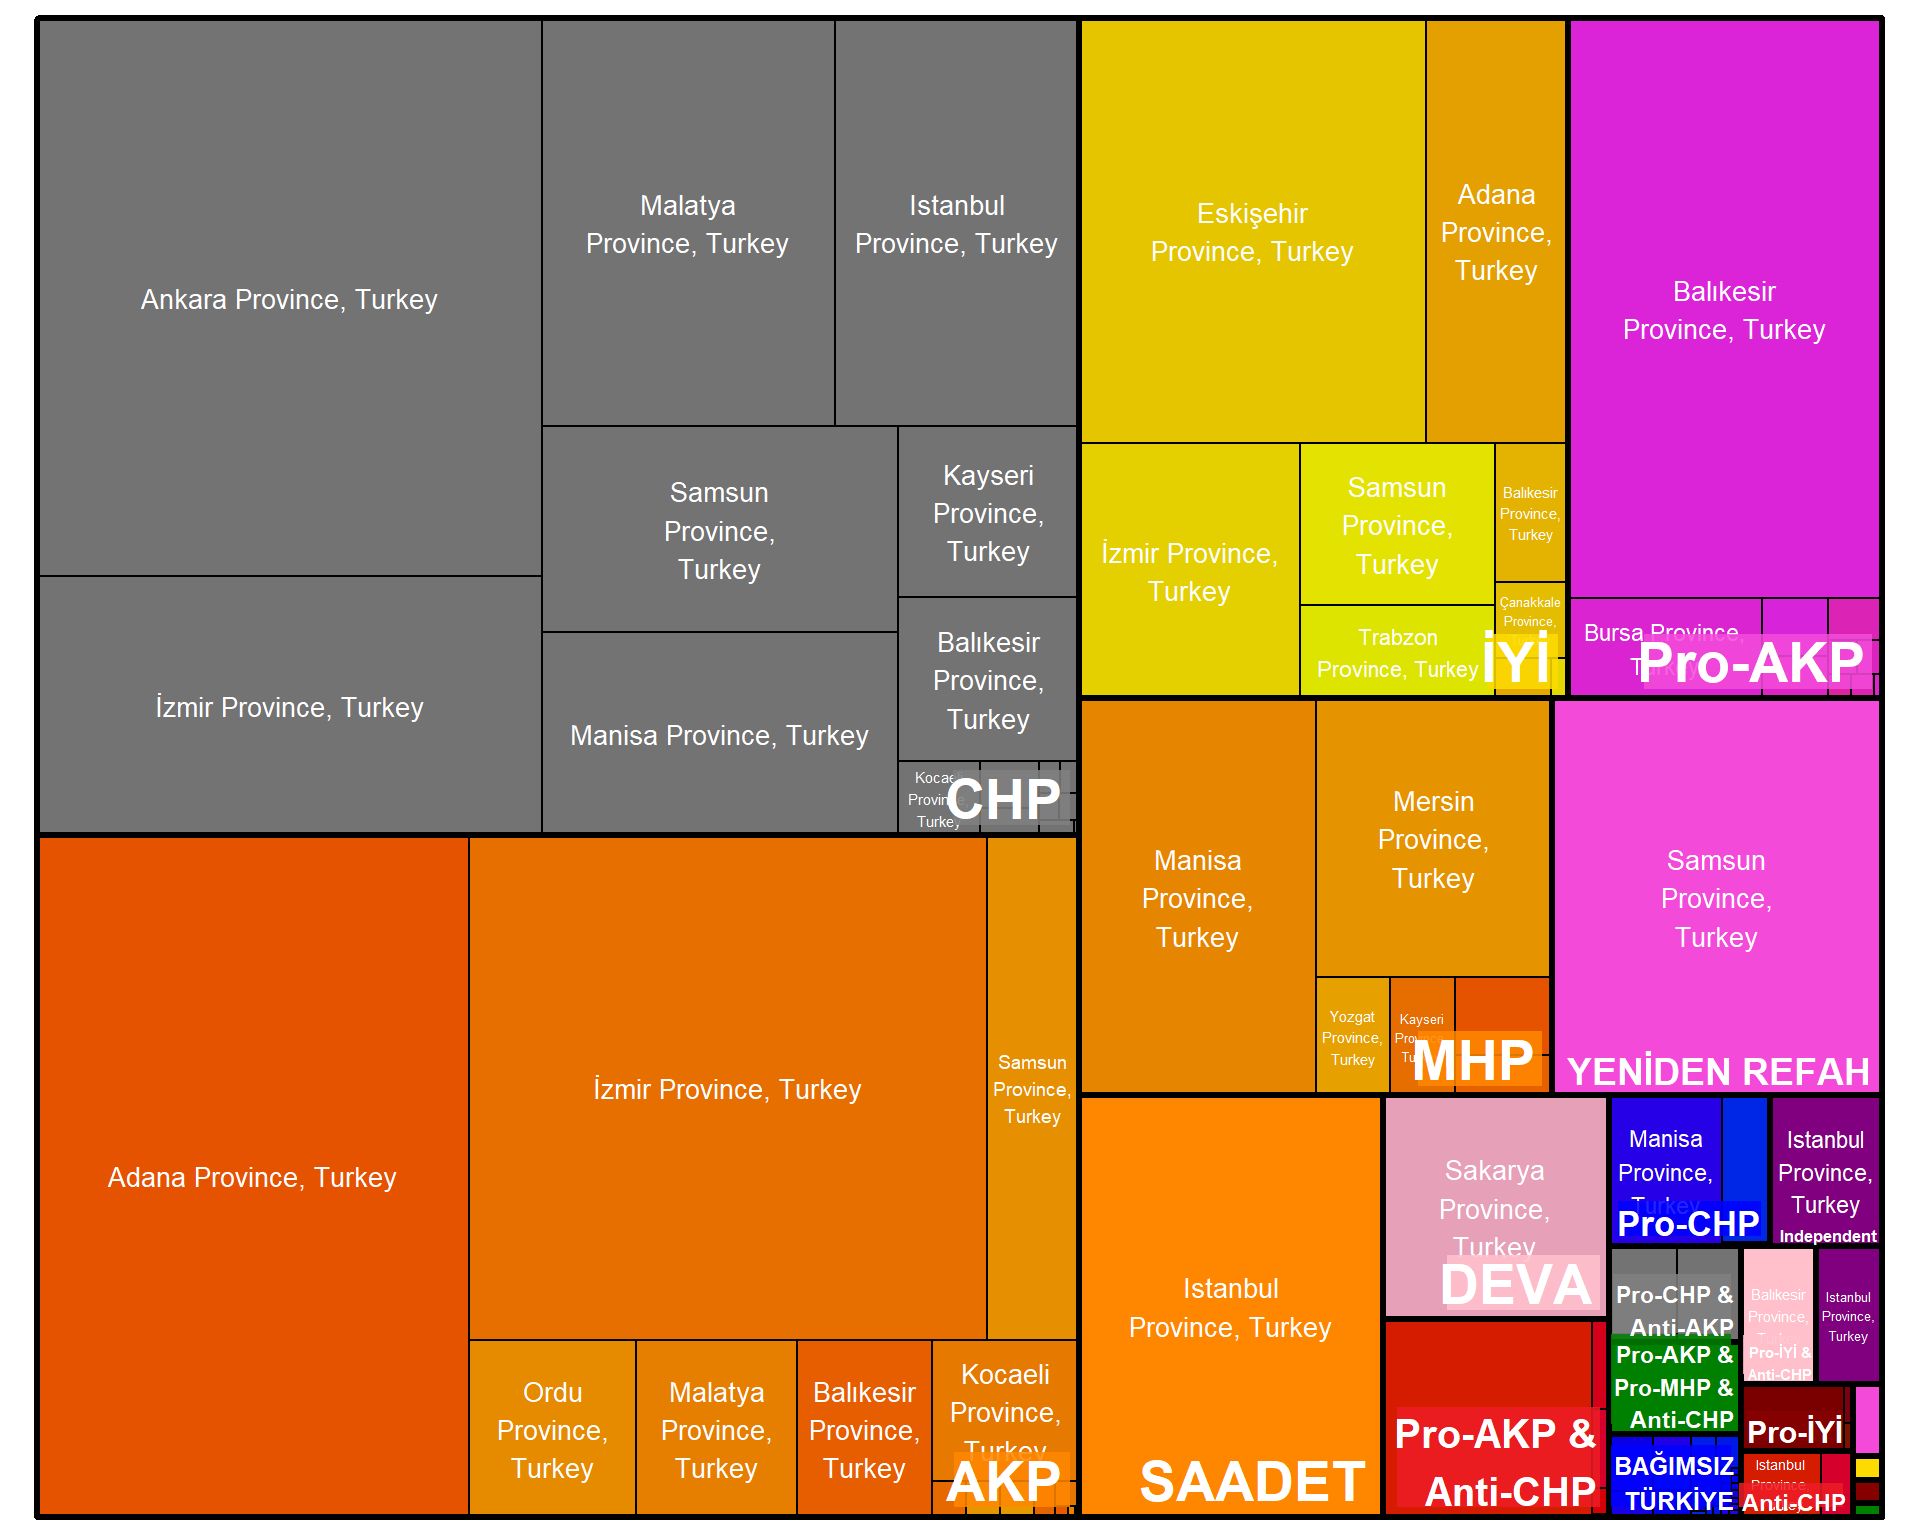 Ankara Province, Turkey
Malatya
Province, Turkey
Istanbul
Province, Turkey
Samsun
Province,
Turkey
Kayseri
Province,
Turkey
İzmir Province, Turkey
Manisa Province, Turkey
Balıkesir
Province,
Turkey
Kocaeli
Province,
Turkey
CHP
Eskişehir
Province, Turkey
Adana
Province,
Turkey
İzmir Province,
Turkey
Samsun
Province,
Turkey
Balıkesir
Province,
Turkey
Trabzon
Province, Turkey
Çanakkale
Province,
İYİ
Balıkesir
Province, Turkey
Bursa Province,
Pro-AKP
Adana Province, Turkey
İzmir Province, Turkey
Samsun
Province,
Turkey
Ordu
Province,
Turkey
Malatya
Province,
Turkey
Balıkesir
Province,
Turkey
Kocaeli
Province,
Turkey
AKP
Manisa
Province,
Turkey
Mersin
Province,
Turkey
Yozgat
Province,
Turkey
Kayseri
MHP
Samsun
Province,
Turkey
YENİDEN REFAH
Istanbul
Province, Turkey
SAADET
Sakarya
Province,
Turkey
DEVA
Pro-AKP &
Anti-CHP
Manisa
Province,
Turkey
Pro-CHP
Istanbul
Province,
Turkey
Independent
Pro-CHP &
Anti-AKP
Balıkesir
Province,
Pro-İYİ &
Anti-CHP
Istanbul
Province,
Turkey
Pro-AKP &
Pro-MHP &
Anti-CHP
Pro-İYİ
BAĞIMSIZ
TÜRKİYE
Istanbul
Province,
Anti-CHP